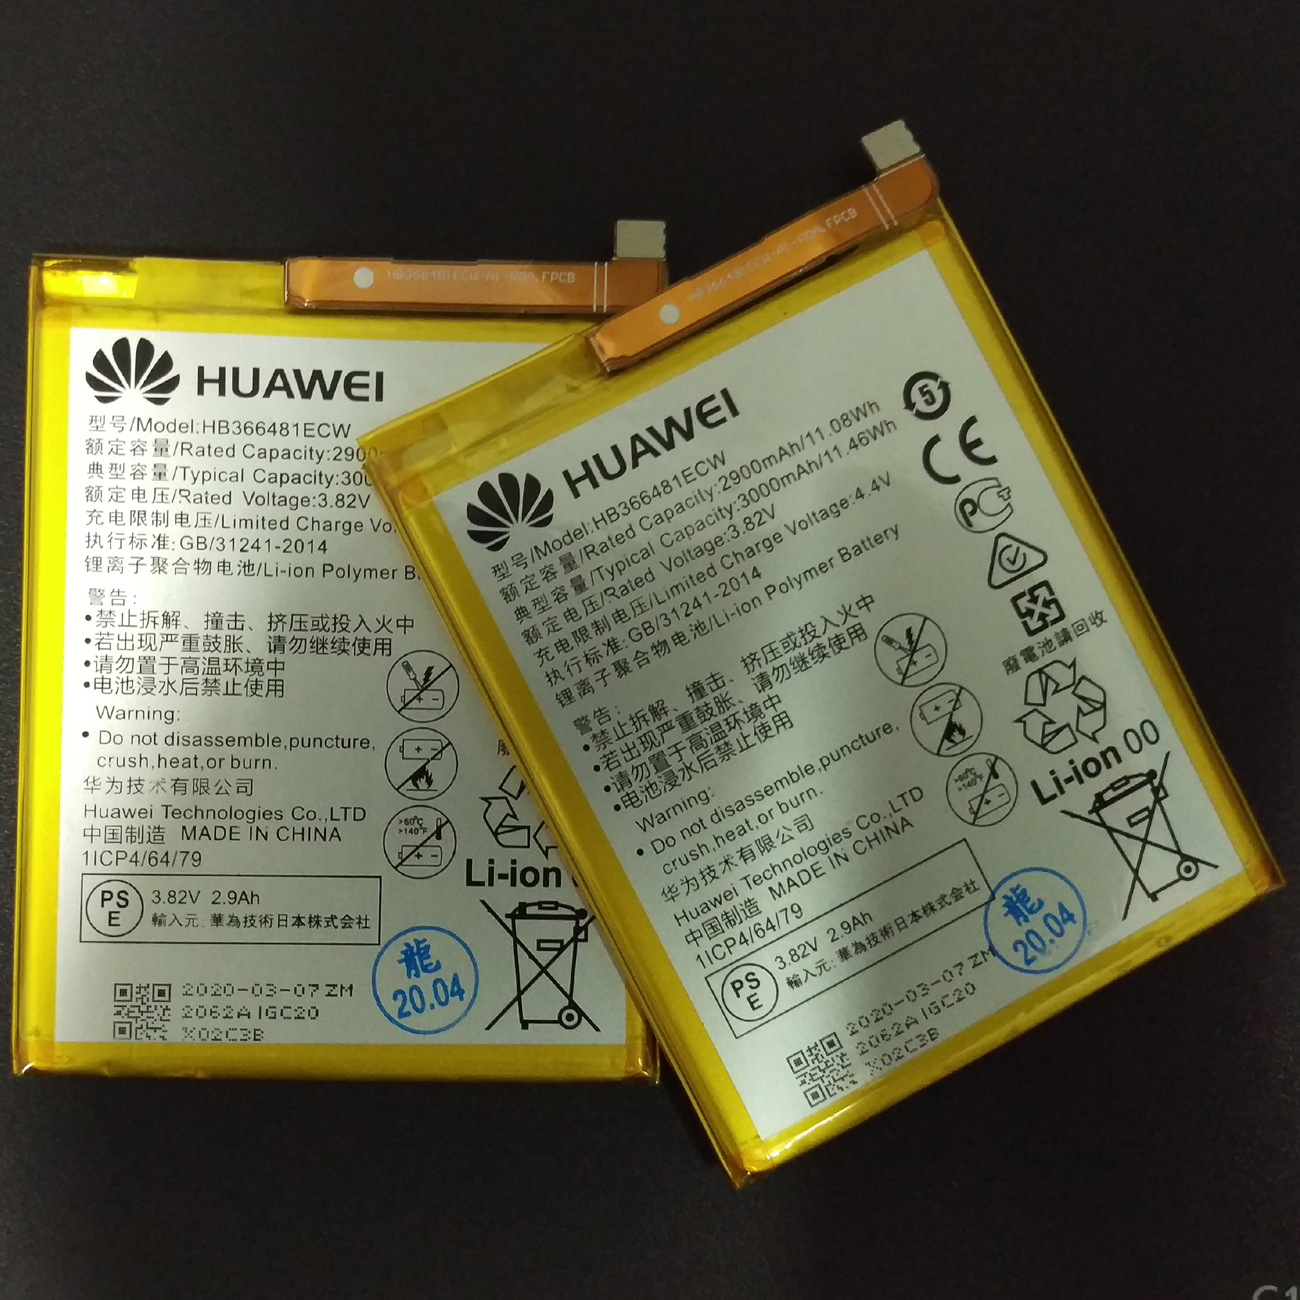 HB366481ECW-A1-R0A.FPCB
HUAWEI
型号/Model:HB366481ECW
额定容量/Rated Capacity:2900
典型容量/Typical Capacity:300
额定电压/Rated Voltage:3.82V
充电限制电压/Limited Charge Vo
执行标准:GB/31241-2014
锂离子聚合物电池/Li-ion Polymer Ba
警告:
•禁止拆解、撞击、挤压或投入火中
•若出现严重鼓胀、请勿继续使用
•请勿置于高温环境中
•电池浸水后禁止使用
Warning:
• Do not disassemble,puncture,
crush,heat,or burn.
华为技术有限公司
Huawei Technologies Co.,LTD
中国制造 MADE IN CHINA
1ICP4/64/79
>60℃
>140℉
Li-ion
PS
E
3.82V 2.9Ah
輸入元: 華為技術日本株式会社
龍
20.04
2020-03-07 ZM
2062A IGC20
X02C3B
HB366481ECW-A1-R0A.FPCB
HUAWEI
型号/Model:HB366481ECW
额定容量/Rated Capacity:2900mAh/11.08Wh
典型容量/Typical Capacity:3000mAh/11.46Wh
额定电压/Rated Voltage:3.82V
充电限制电压/Limited Charge Voltage:4.4V
执行标准: GB/31241-2014
锂离子聚合物电池/Li-ion Polymer Battery
警告:
•禁止拆解、撞击、挤压或投入火中
•若出现严重鼓胀、请勿继续使用
•请勿置于高温环境中
•电池浸水后禁止使用
Warning:
• Do not disassemble,puncture,
crush,heat,or burn.
华为技术有限公司
Huawei Technologies Co.,LTD
中国制造 MADE IN CHINA
1ICP4/64/79
5
CE
廢電池請回收
Li-ion 00
>60℃
>140℉
PS
E
3.82V 2.9Ah
輸入元: 華為技術日本株式会社
龍
20.04
2020-03-07 ZM
2062A IGC20
X02C3B